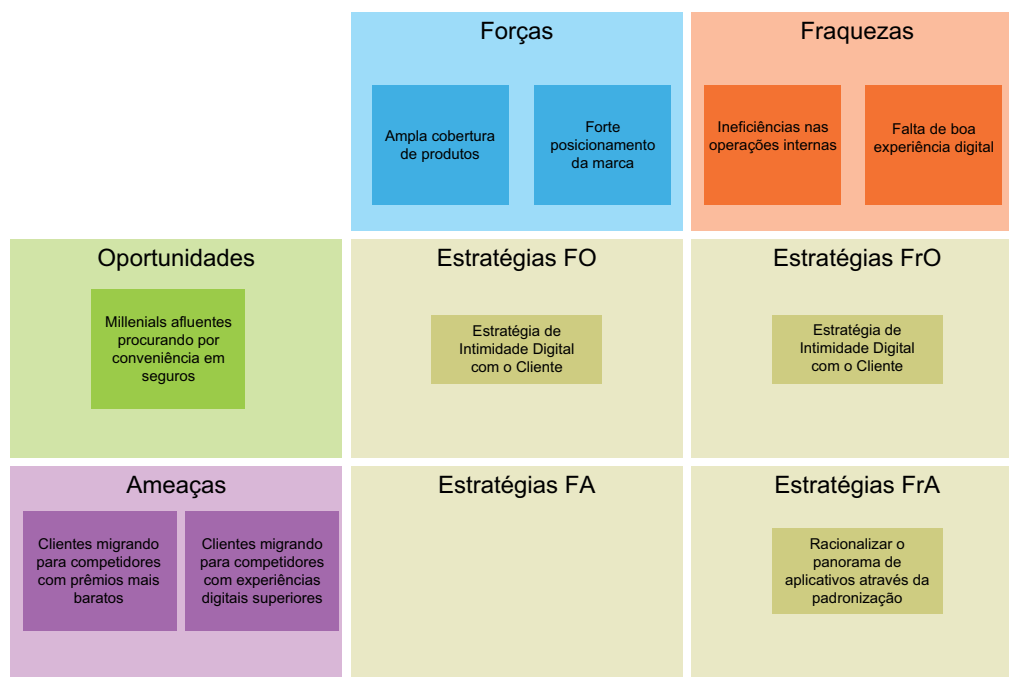 Forças
Fraquezas
Ampla cobertura
de produtos
Forte
posicionamento
da marca
Ineficiências nas
operações internas
Falta de boa
experiência digital
Oportunidades
Estratégias FO
Estratégias FrO
Millenials afluentes
procurando por
conveniência em
seguros
Estratégia de
Intimidade Digital
com o Cliente
Estratégia de
Intimidade Digital
com o Cliente
Ameaças
Estratégias FA
Estratégias FrA
Clientes migrando
para competidores
com prêmios mais
baratos
Clientes migrando
para competidores
com experiências
digitais superiores
Racionalizar o
panorama de
aplicativos através da
padronização